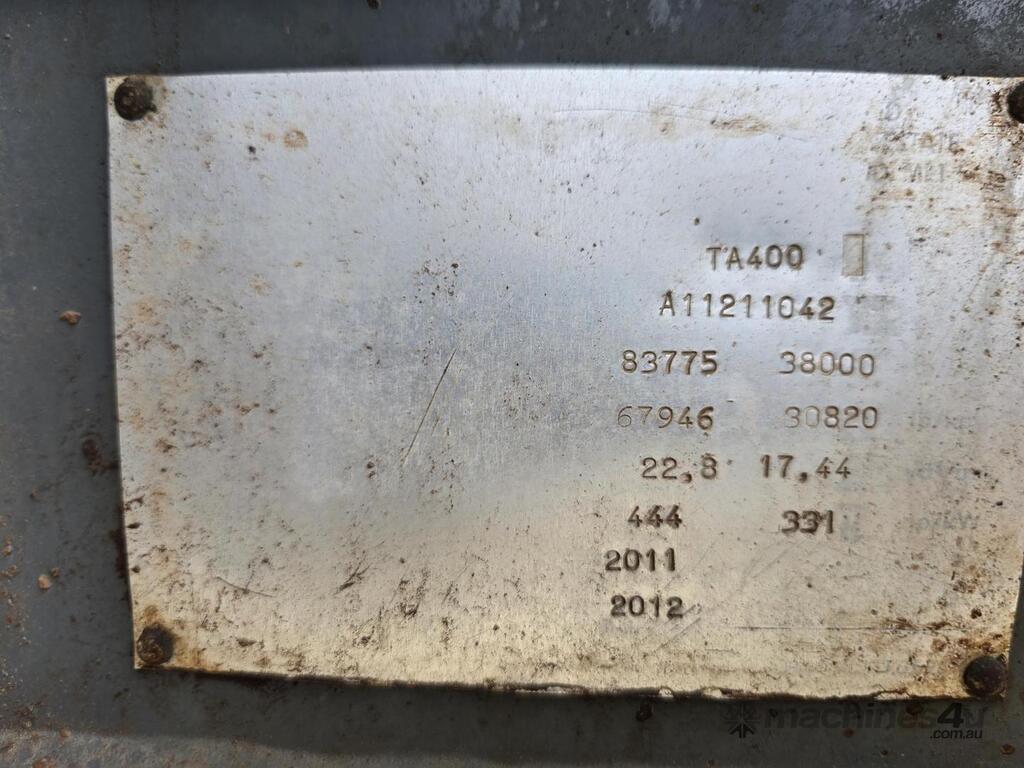 TA400
A11211042
83775 38000
67946 30820
22,8 17,44
444 331
2011
2012
machines4u
.com.au